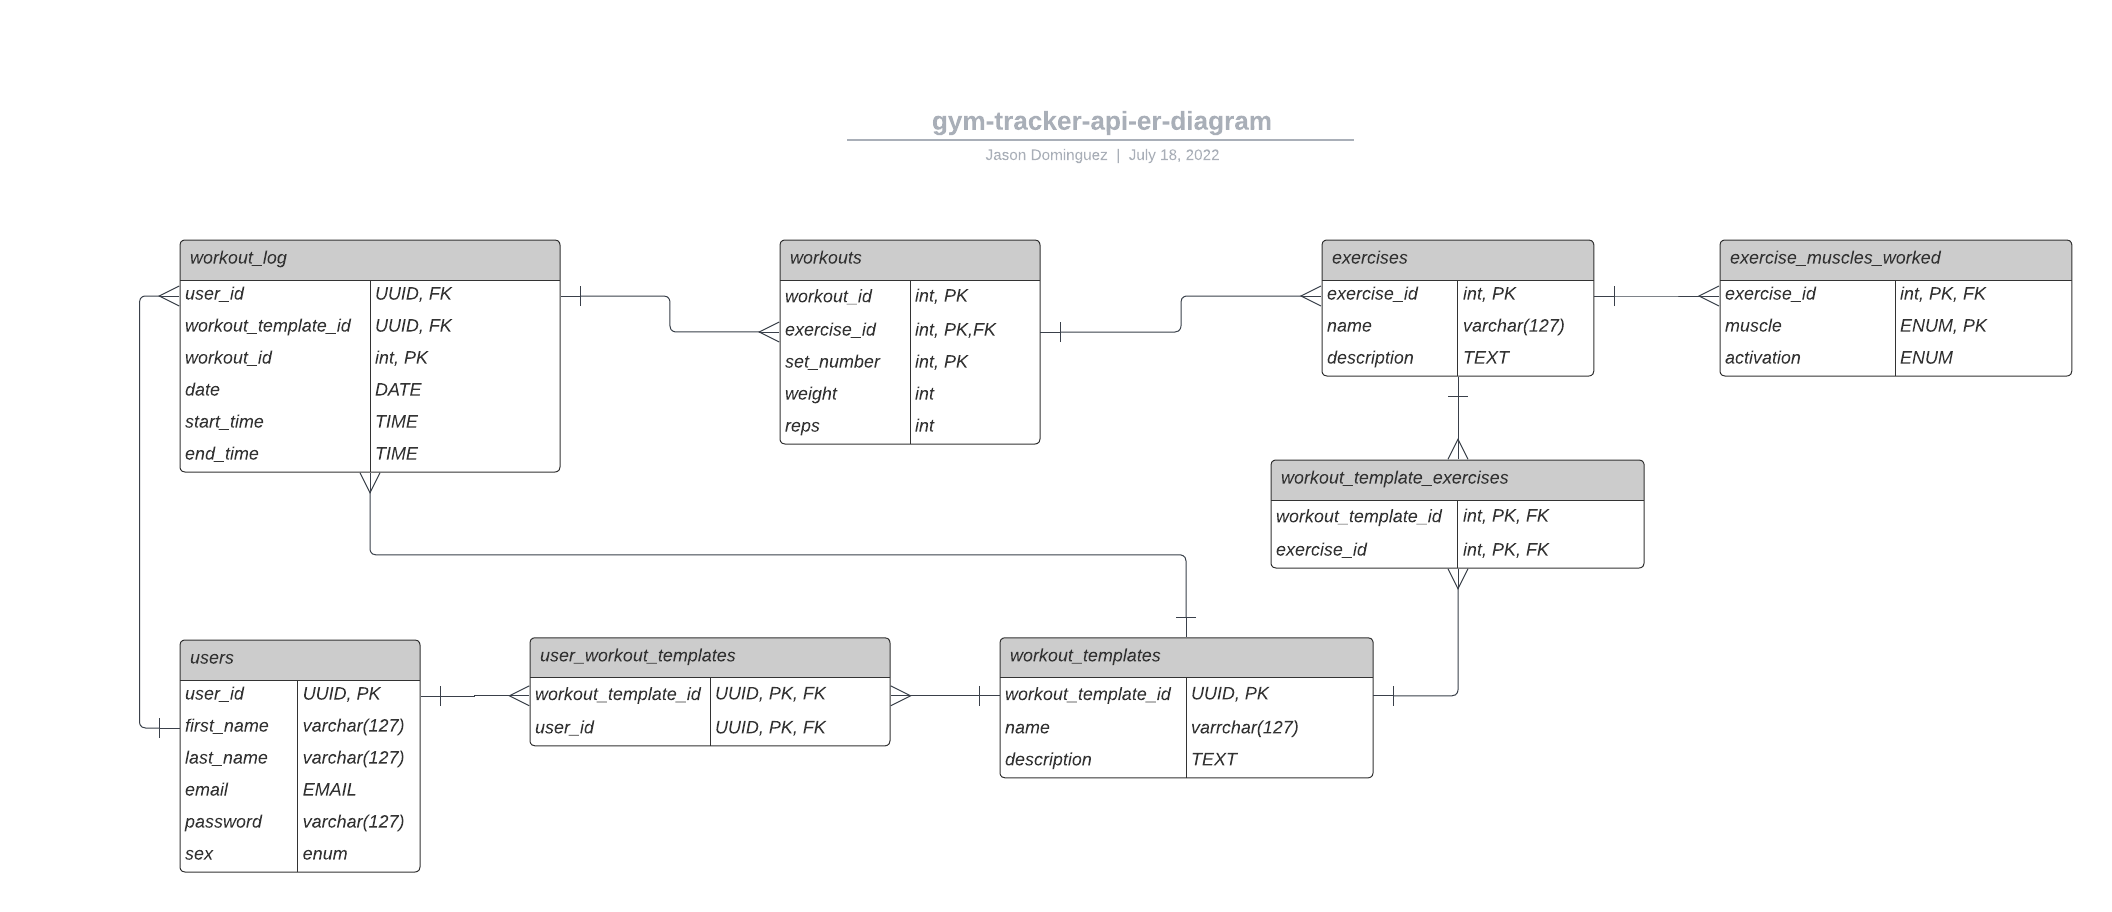 gym-tracker-api-er-diagram
Jason Dominguez | July 18, 2022
workout_log
user_id UUID, FK
workout_template_id UUID, FK
workout_id int, PK
date DATE
start_time TIME
end_time TIME
workouts
workout_id int, PK
exercise_id int, PK,FK
set_number int, PK
weight int
reps int
exercises
exercise_id int, PK
name varchar(127)
description TEXT
exercise_muscles_worked
exercise_id int, PK, FK
muscle ENUM, PK
activation ENUM
workout_template_exercises
workout_template_id int, PK, FK
exercise_id int, PK, FK
users
user_id UUID, PK
first_name varchar(127)
last_name varchar(127)
email EMAIL
password varchar(127)
sex enum
user_workout_templates
workout_template_id UUID, PK, FK
user_id UUID, PK, FK
workout_templates
workout_template_id UUID, PK
name varrchar(127)
description TEXT